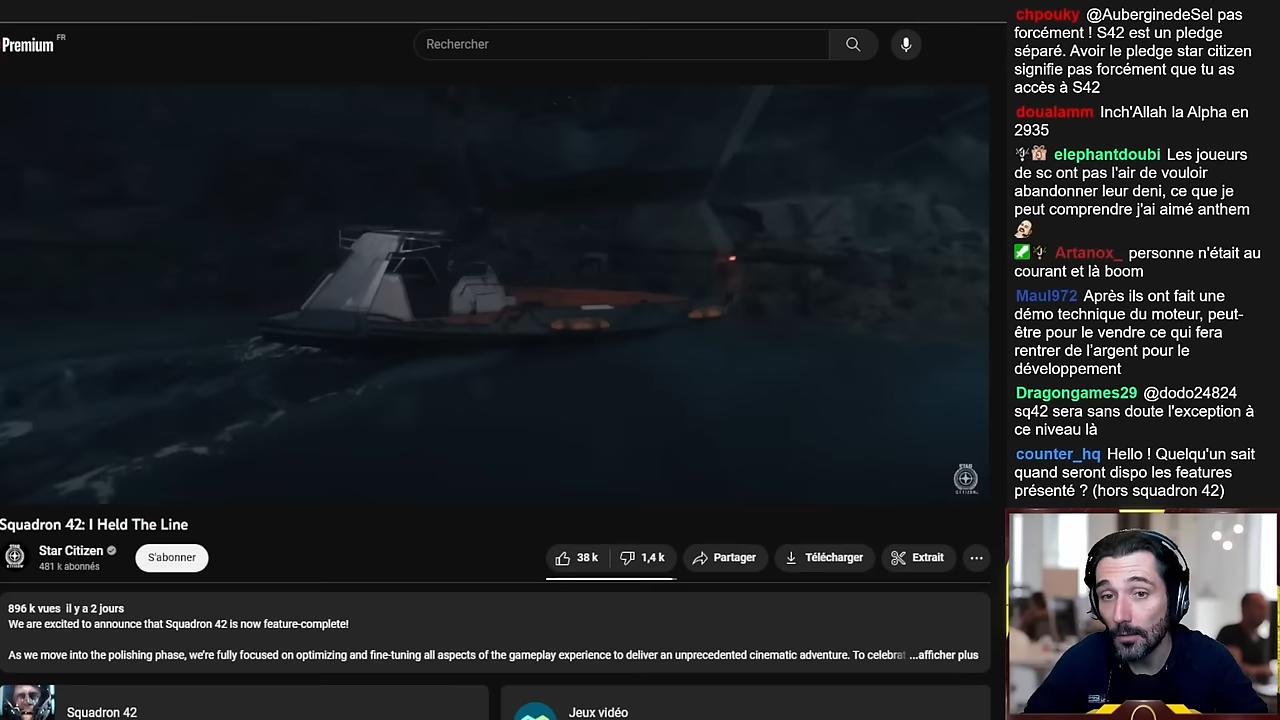 Premium FR
Rechercher
STAR
CITIZEN
Squadron 42: I Held The Line
Star Citizen
481 k abonnés
S'abonner
38 k
1,4 k
Partager
Télécharger
Extrait
896 k vues il y a 2 jours
We are excited to announce that Squadron 42 is now feature-complete!
As we move into the polishing phase, we're fully focused on optimizing and fine-tuning all aspects of the gameplay experience to deliver an unprecedented cinematic adventure. To celebrat ...afficher plus
Squadron 42
Jeux vidéo
chpouky @AuberginedeSel pas
forcément ! S42 est un pledge
séparé. Avoir le pledge star citizen
signifie pas forcément que tu as
accès à S42
doualamm Inch'Allah la Alpha en
2935
elephantdoubi Les joueurs
de sc ont pas l'air de vouloir
abandonner leur deni, ce que je
peut comprendre j'ai aimé anthem
Artanox_ personne n'était au
courant et là boom
Maul972 Après ils ont fait une
démo technique du moteur, peut-
être pour le vendre ce qui fera
rentrer de l'argent pour le
développement
Dragongames29 @dodo24824
sq42 sera sans doute l'exception à
ce niveau là
counter_hq Hello ! Quelqu'un sait
quand seront dispo les features
présenté ? (hors squadron 42)